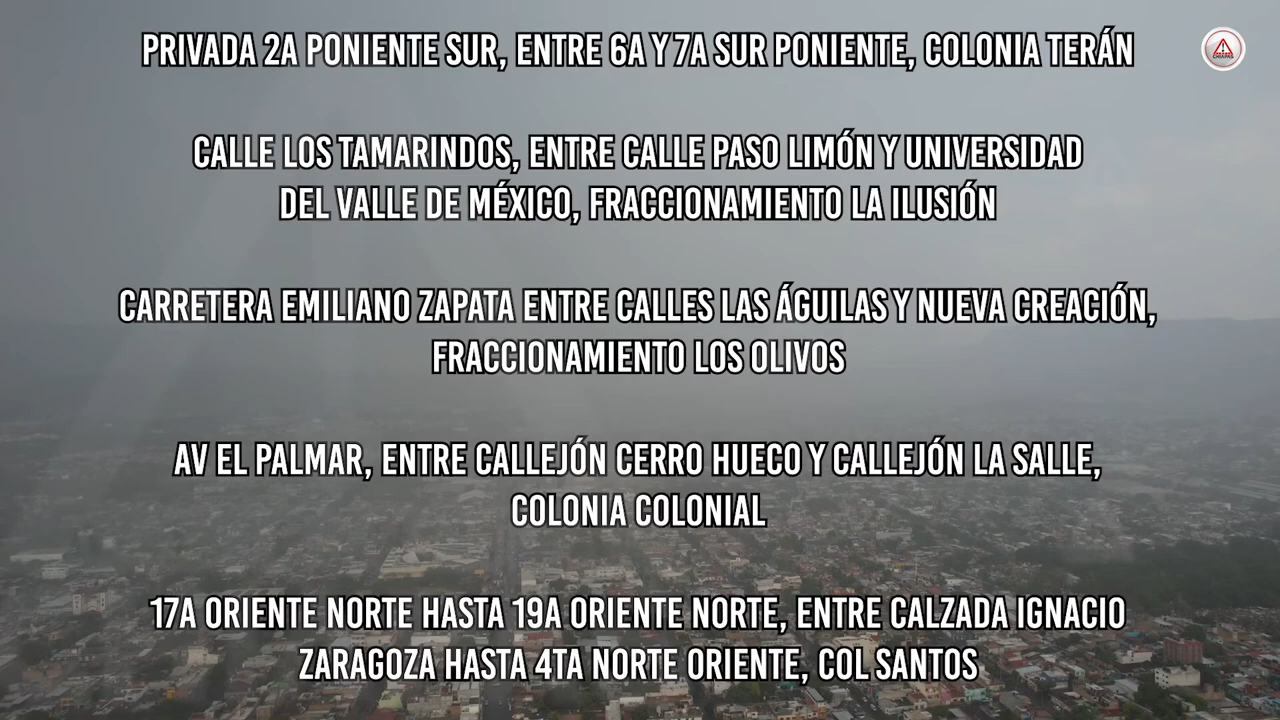 PRIVADA 2A PONIENTE SUR, ENTRE 6A Y 7A SUR PONIENTE, COLONIA TERÁN
CHIAPAS
CALLE LOS TAMARINDOS, ENTRE CALLE PASO LIMÓN Y UNIVERSIDAD
DEL VALLE DE MÉXICO, FRACCIONAMIENTO LA ILUSIÓN
CARRETERA EMILIANO ZAPATA ENTRE CALLES LAS ÁGUILAS Y NUEVA CREACIÓN,
FRACCIONAMIENTO LOS OLIVOS
AV EL PALMAR, ENTRE CALLEJÓN CERRO HUECO Y CALLEJÓN LA SALLE,
COLONIA COLONIAL
17A ORIENTE NORTE HASTA 19A ORIENTE NORTE, ENTRE CALZADA IGNACIO
ZARAGOZA HASTA 4TA NORTE ORIENTE, COL SANTOS